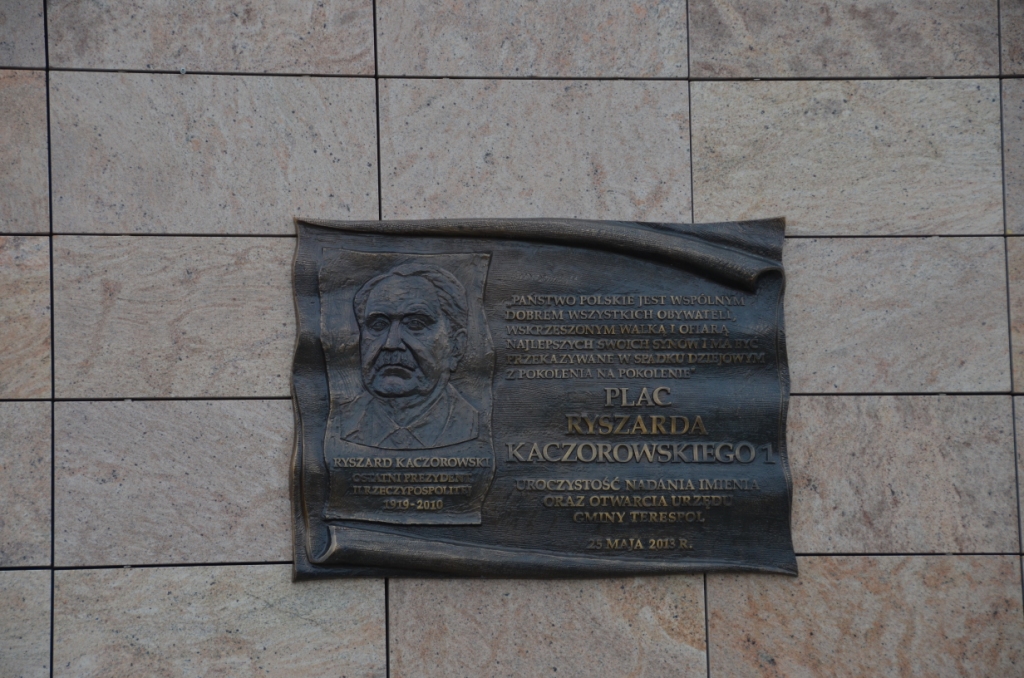 „PAŃSTWO POLSKIE JEST WSPÓLNYM
DOBREM WSZYSTKICH OBYWATELI,
WSKRZESZONYM WALKĄ I OFIARĄ
NAJLEPSZYCH SWOICH SYNÓW I MA BYĆ
PRZEKAZYWANE W SPADKU DZIEJOWYM
Z POKOLENIA NA POKOLENIE”
PLAC
RYSZARDA
KACZOROWSKIEGO 1
UROCZYSTOŚĆ NADANIA IMIENIA
ORAZ OTWARCIA URZĘDU
GMINY TERESPOL
25 MAJA 2013 R.
RYSZARD KACZOROWSKI
OSTATNI PREZYDENT
II RZECZYPOSPOLITEJ
1919-2010